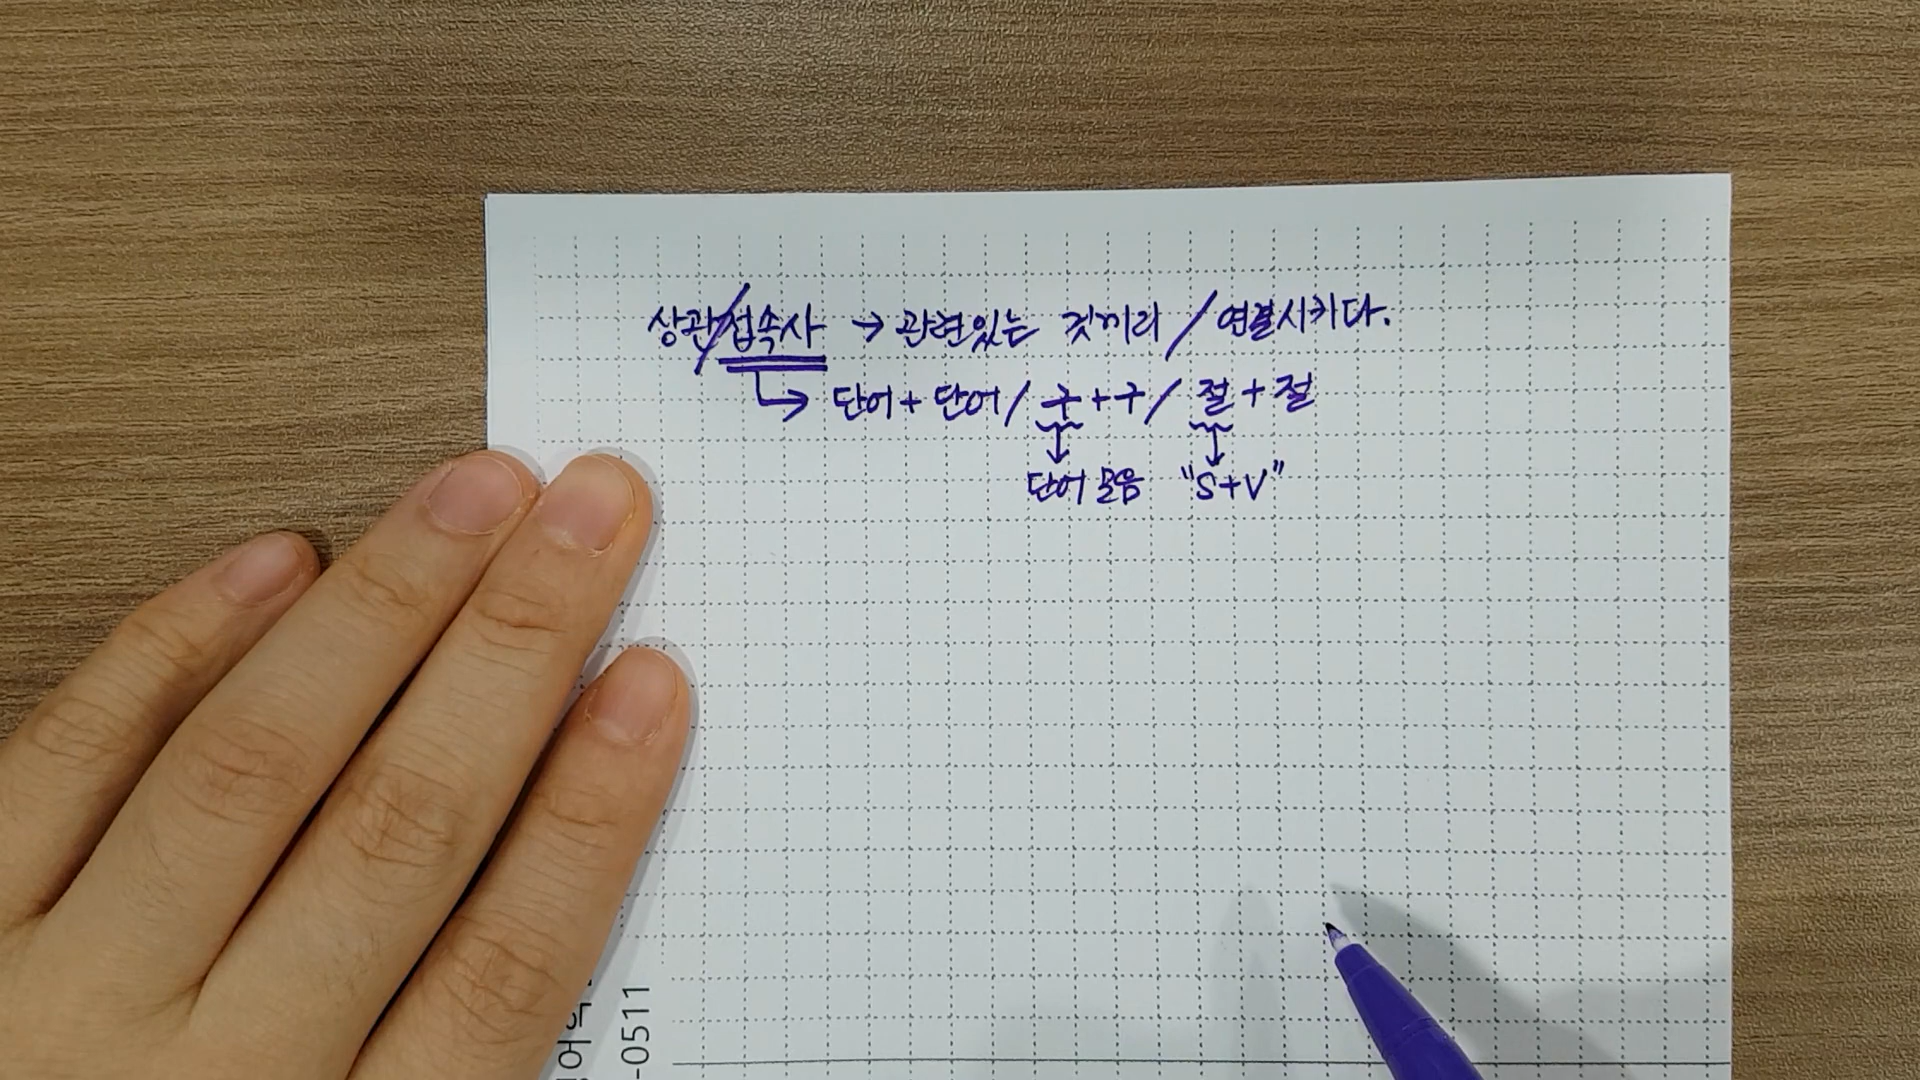 상관/접속사 → 관련있는 것끼리 / 연결시키다.
↳ 단어 + 단어 / 구 + 구 / 절 + 절
↓ ↓
단어 모음 "S+V"
-0511